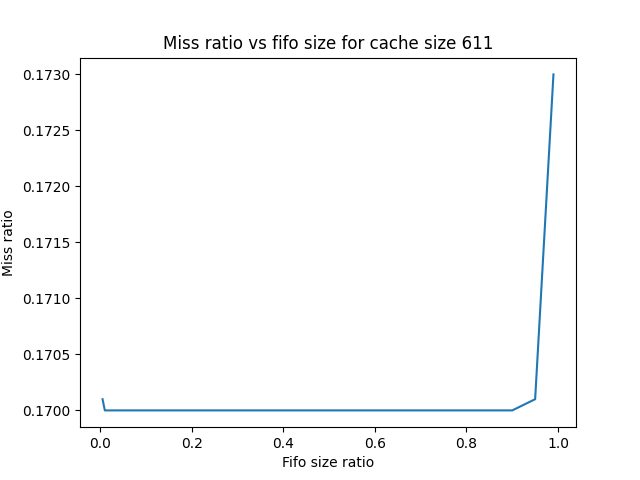 Miss ratio vs fifo size for cache size 611
0.1730
0.1725
0.1720
0.1715
0.1710
0.1705
0.1700
Miss ratio
0.0 0.2 0.4 0.6 0.8 1.0
Fifo size ratio